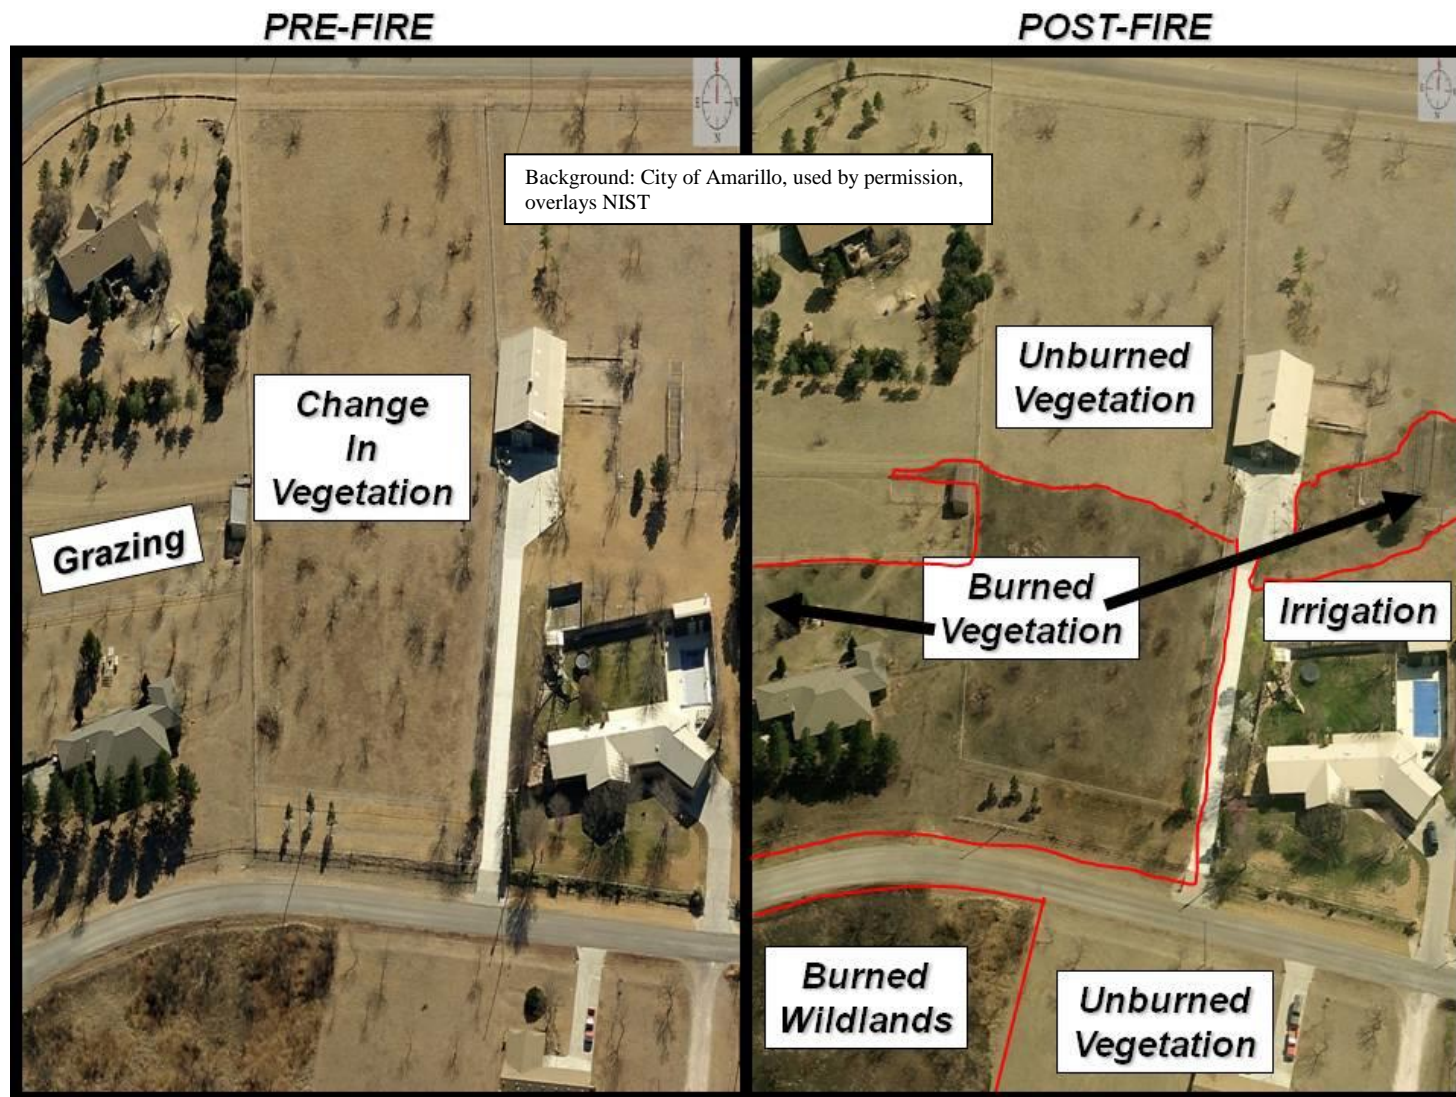 PRE-FIRE
POST-FIRE
S
N
Background: City of Amarillo, used by permission,
overlays NIST
Change
In
Vegetation
Grazing
Unburned
Vegetation
Burned
Vegetation
Irrigation
Burned
Wildlands
Unburned
Vegetation